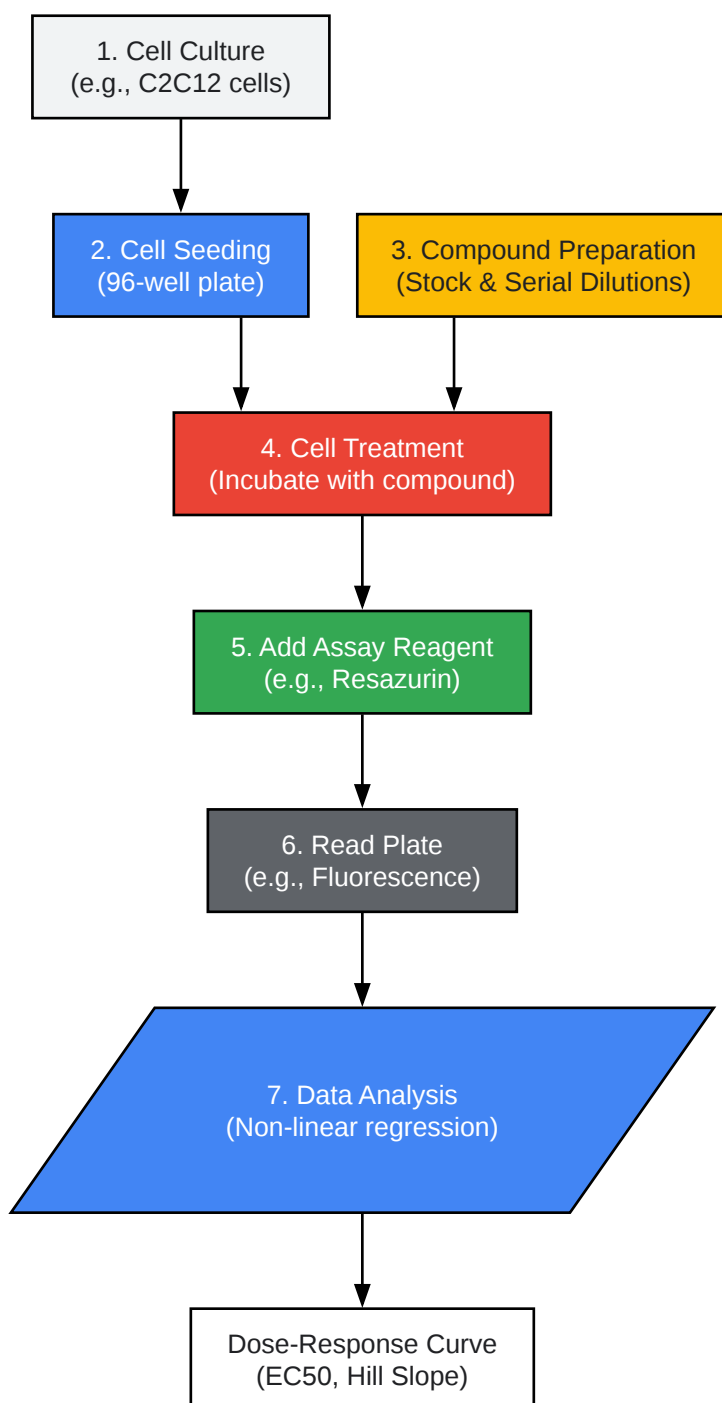 1. Cell Culture
(e.g., C2C12 cells)
2. Cell Seeding
(96-well plate)
3. Compound Preparation
(Stock & Serial Dilutions)
4. Cell Treatment
(Incubate with compound)
5. Add Assay Reagent
(e.g., Resazurin)
6. Read Plate
(e.g., Fluorescence)
7. Data Analysis
(Non-linear regression)
Dose-Response Curve
(EC50, Hill Slope)